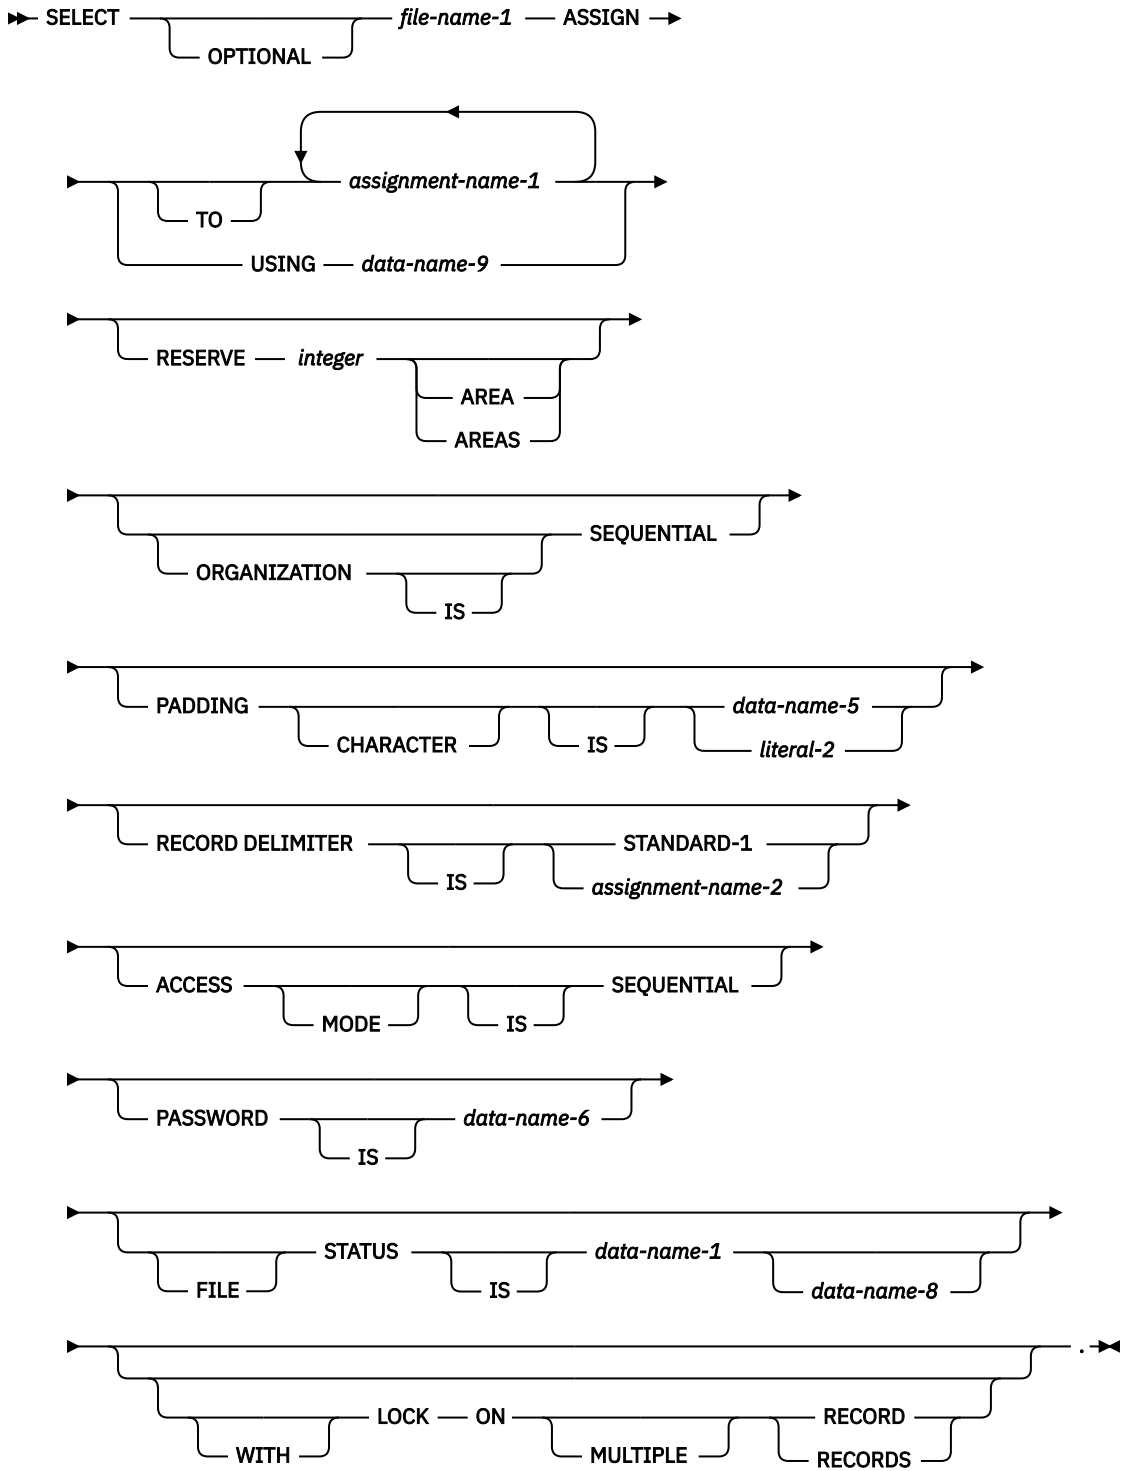 SELECT file-name-1 ASSIGN
OPTIONAL
assignment-name-1
TO
USING data-name-9
RESERVE integer
AREA
AREAS
SEQUENTIAL
ORGANIZATION
IS
PADDING data-name-5
CHARACTER IS literal-2
RECORD DELIMITER STANDARD-1
IS assignment-name-2
ACCESS SEQUENTIAL
MODE IS
PASSWORD data-name-6
IS
STATUS data-name-1
FILE IS data-name-8
.
LOCK ON RECORD
WITH MULTIPLE RECORDS